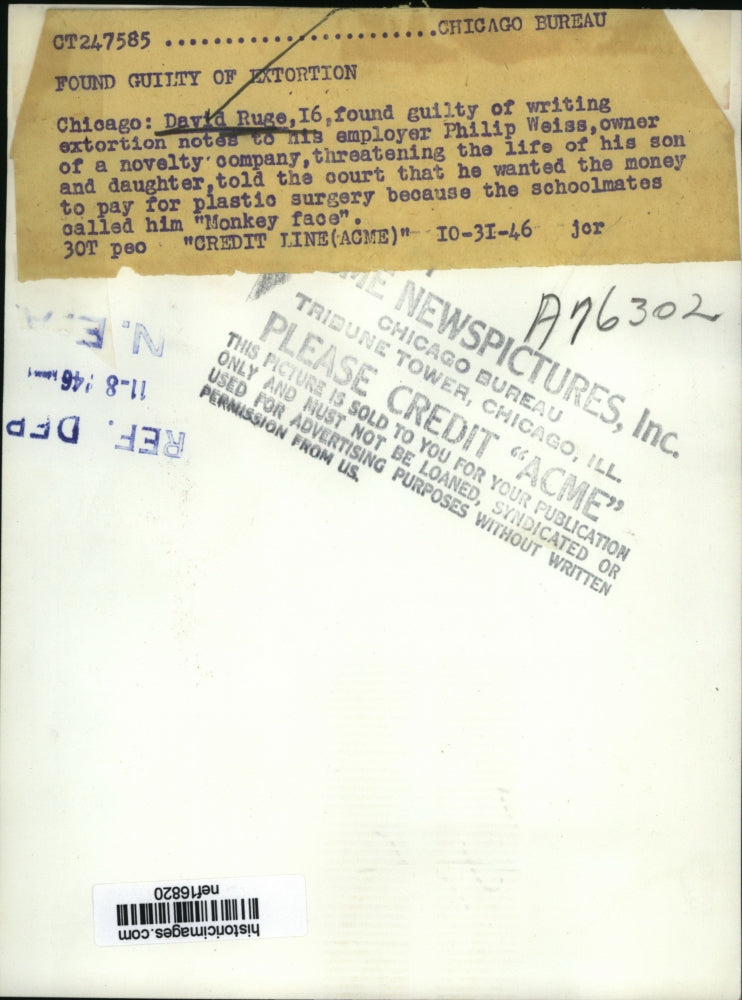 CT247585 ..........................CHICAGO BUREAU
FOUND GUILTY OF EXTORTION
Chicago: David Ruge,I6,found guilty of writing
extortion notes to his employer Philip Weiss,owner
of a novelty company,threatening the life of his son
and daughter,told the court that he wanted the money
to pay for plastic surgery because the schoolmates
called him "Monkey face".
30T peo "CREDIT LINE(ACME)" IO-3I-46 jcr
A76302
NEWSPICTURES, Inc.
CHICAGO BUREAU
TRIBUNE TOWER, CHICAGO, ILL.
PLEASE CREDIT "ACME"
THIS PICTURE IS SOLD TO YOU FOR YOUR PUBLICATION
ONLY AND MUST NOT BE LOANED, SYNDICATED OR
USED FOR ADVERTISING PURPOSES WITHOUT WRITTEN
PERMISSION FROM US.
N.E.A.
11-8 '46
REF. DEP
historicimages.com
nef16820